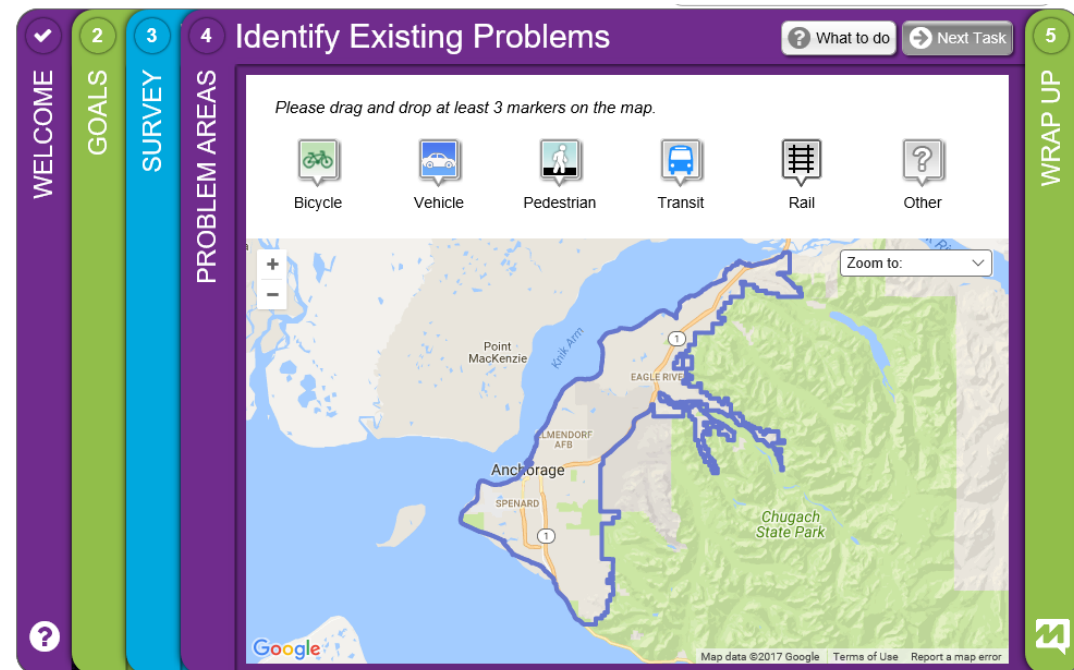 WELCOME
2
GOALS
3
SURVEY
4
PROBLEM AREAS
Identify Existing Problems
? What to do
Next Task
5
WRAP UP
Please drag and drop at least 3 markers on the map.
?
Bicycle
Vehicle
Pedestrian
Transit
Rail
Other
+
−
Zoom to:
Point
MacKenzie
Knik Arm
1
EAGLE RIVE
LMENDORF
AFB
Anchorage
SPENARD
1
Chugach
State Park
?
Google
Map data ©2017 Google
Terms of Use
Report a map error